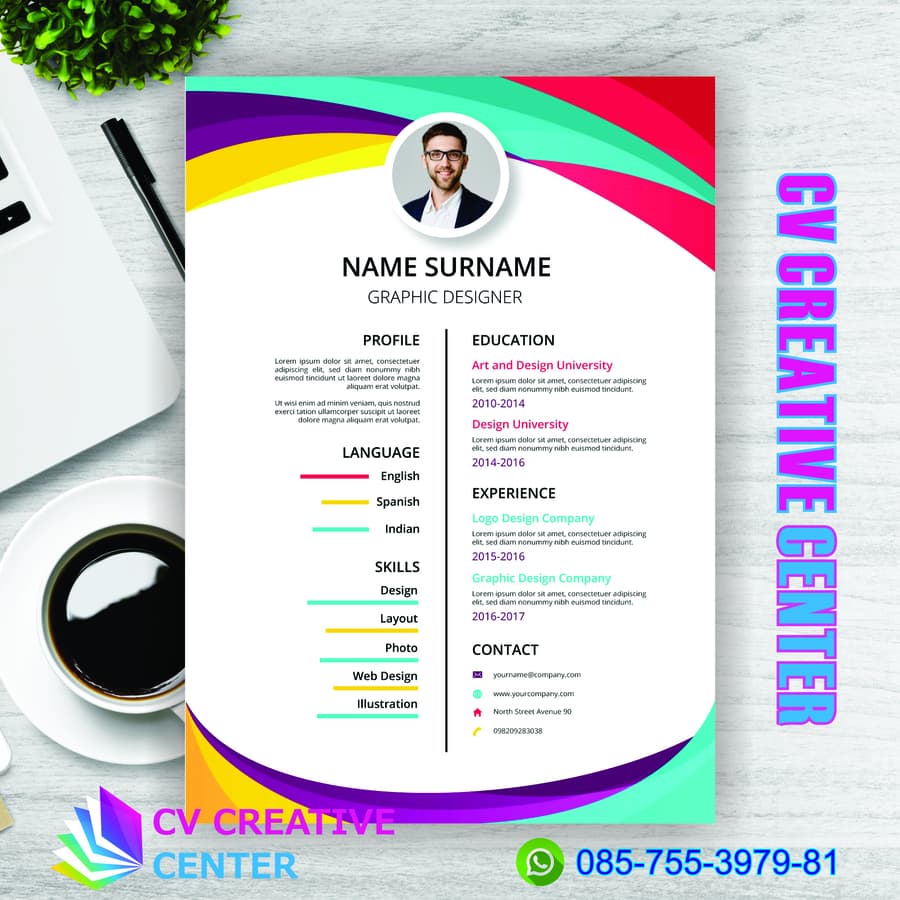 NAME SURNAME
GRAPHIC DESIGNER
PROFILE
Lorem ipsum dolor sit amet, consectetuer
adipiscing elit, sed diam nonummy nibh
euismod tincidunt ut laoreet dolore magna
aliquam erat volutpat.
Ut wisi enim ad minim veniam, quis nostrud
exerci tation ullamcorper suscipit ut laoreet
dolore magna aliquam erat volutpat.
LANGUAGE
English
Spanish
Indian
SKILLS
Design
Layout
Photo
Web Design
Illustration
EDUCATION
Art and Design University
Lorem ipsum dolor sit amet, consectetuer adipiscing
elit, sed diam nonummy nibh euismod tincidunt.
2010-2014
Design University
Lorem ipsum dolor sit amet, consectetuer adipiscing
elit, sed diam nonummy nibh euismod tincidunt.
2014-2016
EXPERIENCE
Logo Design Company
Lorem ipsum dolor sit amet, consectetuer adipiscing
elit, sed diam nonummy nibh euismod tincidunt.
2015-2016
Graphic Design Company
Lorem ipsum dolor sit amet, consectetuer adipiscing
elit, sed diam nonummy nibh euismod tincidunt.
2016-2017
CONTACT
yourname@company.com
www.yourcompany.com
North Street Avenue 90
098209283038
CV CREATIVE CENTER
CV CREATIVE
CENTER
085-755-3979-81